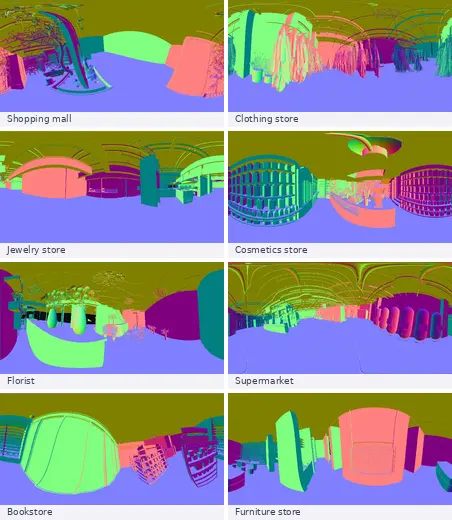 Shopping mall
Clothing store
Jewelry store
Cosmetics store
Florist
Supermarket
Bookstore
Furniture store